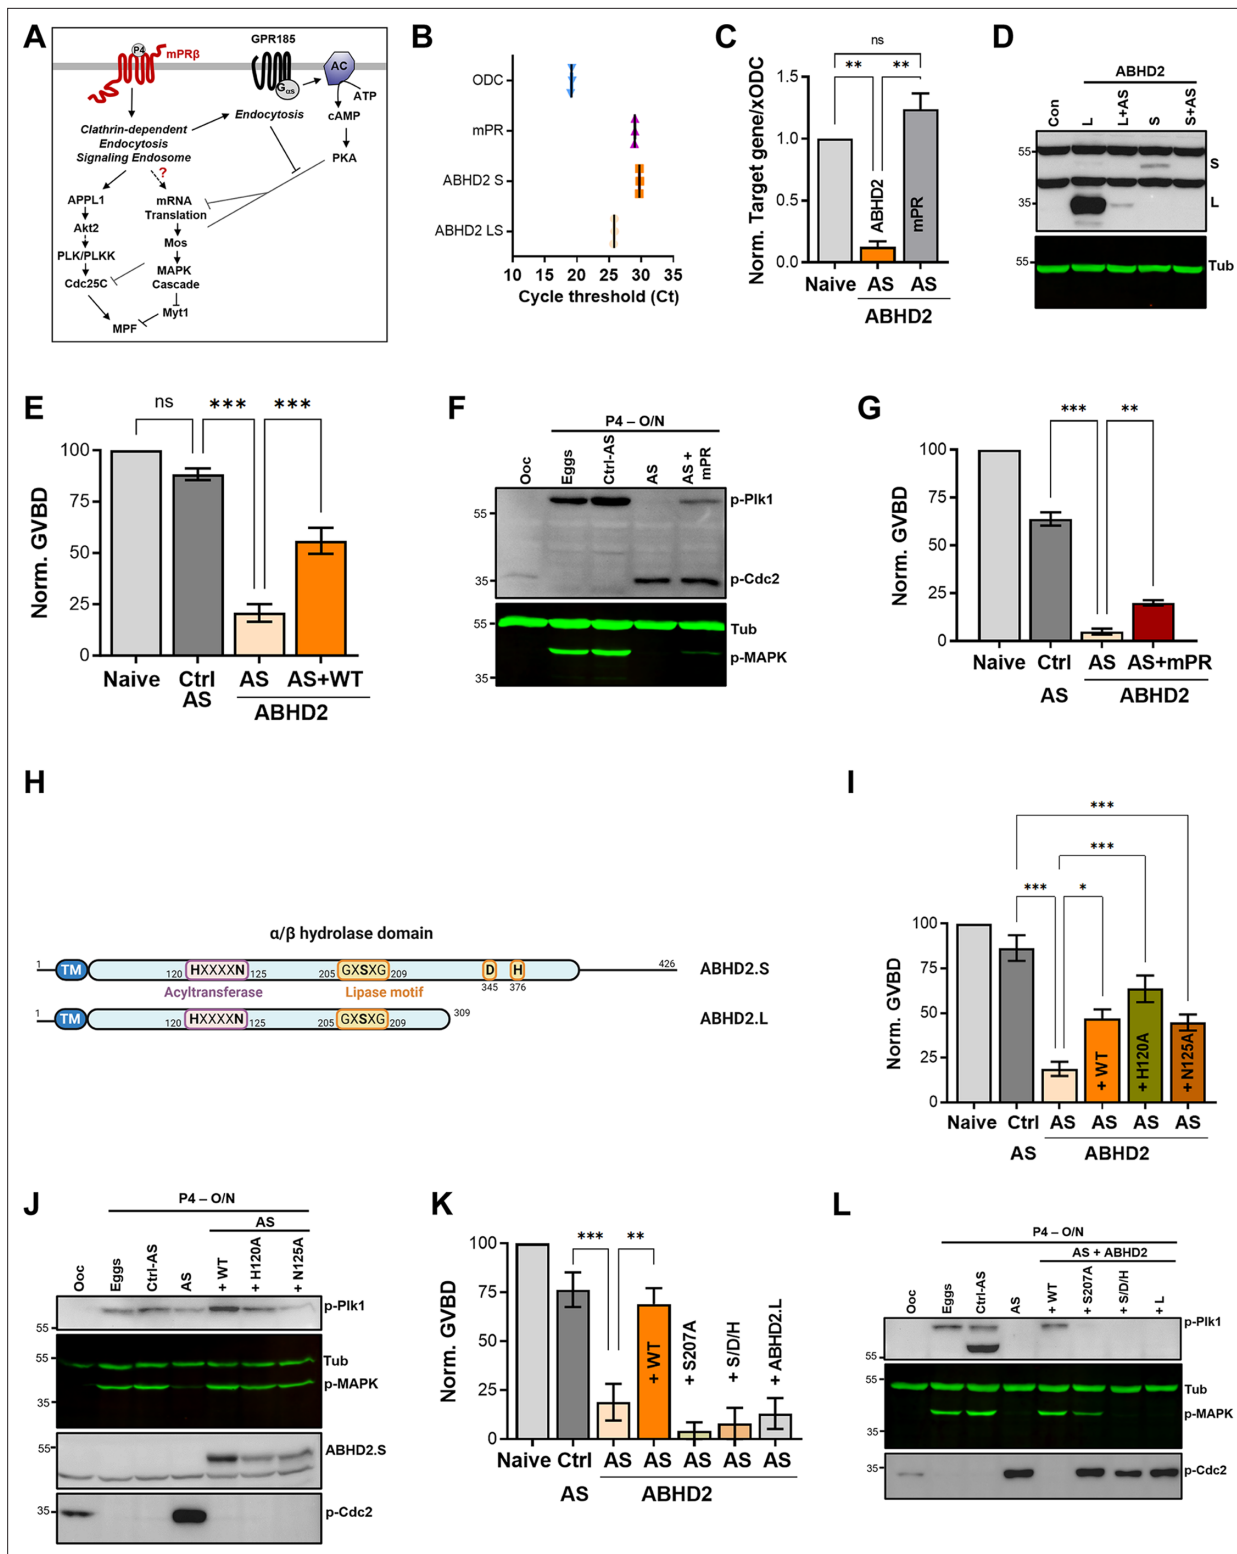 A
P4
mPRβ
GPR185
Gαs
AC
ATP
cAMP
PKA
Clathrin-dependent
Endocytosis
Signaling Endosome
Endocytosis
?
APPL1
Akt2
PLK/PLKK
Cdc25C
mRNA
Translation
Mos
MAPK
Cascade
Myt1
MPF
B
ODC
mPR
ABHD2 S
ABHD2 LS
10 15 20 25 30 35
Cycle threshold (Ct)
C
ns
** **
Norm. Target gene/xODC
1.5
1.0
0.5
0.0
ABHD2
mPR
Naive AS AS
ABHD2
D
ABHD2
Con L L+AS S S+AS
55
35
S
L
55
Tub
E
ns *** ***
Norm. GVBD
100
75
50
25
0
Naive Ctrl AS AS+WT
AS ABHD2
F
P4 – O/N
Ooc Eggs Ctrl-AS AS AS + mPR
55
35
p-Plk1
p-Cdc2
55
35
Tub
p-MAPK
G
*** **
Norm. GVBD
100
75
50
25
0
Naive Ctrl AS AS+mPR
AS ABHD2
H
α/β hydrolase domain
1 TM 120 HXXXXN 125 205 GXSXG 209 D H 426 ABHD2.S
345 376
Acyltransferase Lipase motif
1 TM 120 HXXXXN 125 205 GXSXG 209 309 ABHD2.L
I
***
***
*** *
Norm. GVBD
100
75
50
25
0
+ WT
+ H120A
+ N125A
Naive Ctrl AS AS AS AS
AS ABHD2
J
P4 – O/N
AS
Ooc Eggs Ctrl-AS AS + WT + H120A + N125A
55
p-Plk1
55
35
Tub
p-MAPK
55
ABHD2.S
35
p-Cdc2
K
*** **
Norm. GVBD
100
75
50
25
0
+ WT
+ S207A
+ S/D/H
+ ABHD2.L
Naive Ctrl AS AS AS AS AS
AS ABHD2
L
P4 – O/N
AS + ABHD2
Ooc Eggs Ctrl-AS AS + WT + S207A + S/D/H + L
55
p-Plk1
55
35
Tub
p-MAPK
35
p-Cdc2